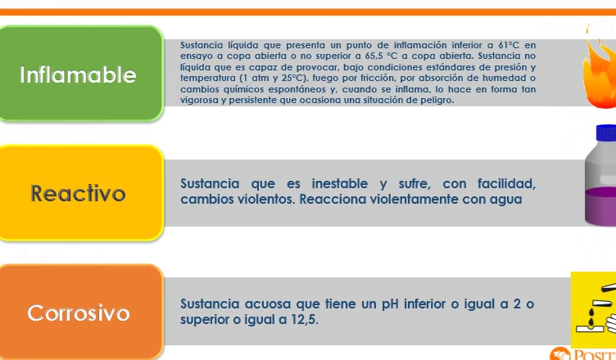 Inflamable
Sustancia líquida que presenta un punto de inflamación inferior a 61°C en
ensayo a copa abierta o no superior a 65,5 °C a copa abierta. Sustancia no
líquida que es capaz de provocar, bajo condiciones estándares de presión y
temperatura (1 atm y 25°C), fuego por fricción, por absorción de humedad o
cambios químicos espontáneos y, cuando se inflama, lo hace en forma tan
vigorosa y persistente que ocasiona una situación de peligro.
Reactivo
Sustancia que es inestable y sufre, con facilidad,
cambios violentos. Reacciona violentamente con agua
Corrosivo
Sustancia acuosa que tiene un pH inferior o igual a 2 o
superior o igual a 12,5.